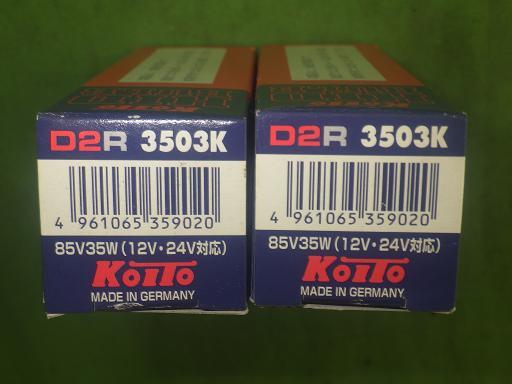 D2R 3503K
4 961065 359020
85V35W(12V・24V対応)
KOITO
MADE IN GERMANY
D2R 3503K
4 961065 359020
85V35W(12V・24V対応)
KOITO
MADE IN GERMANY